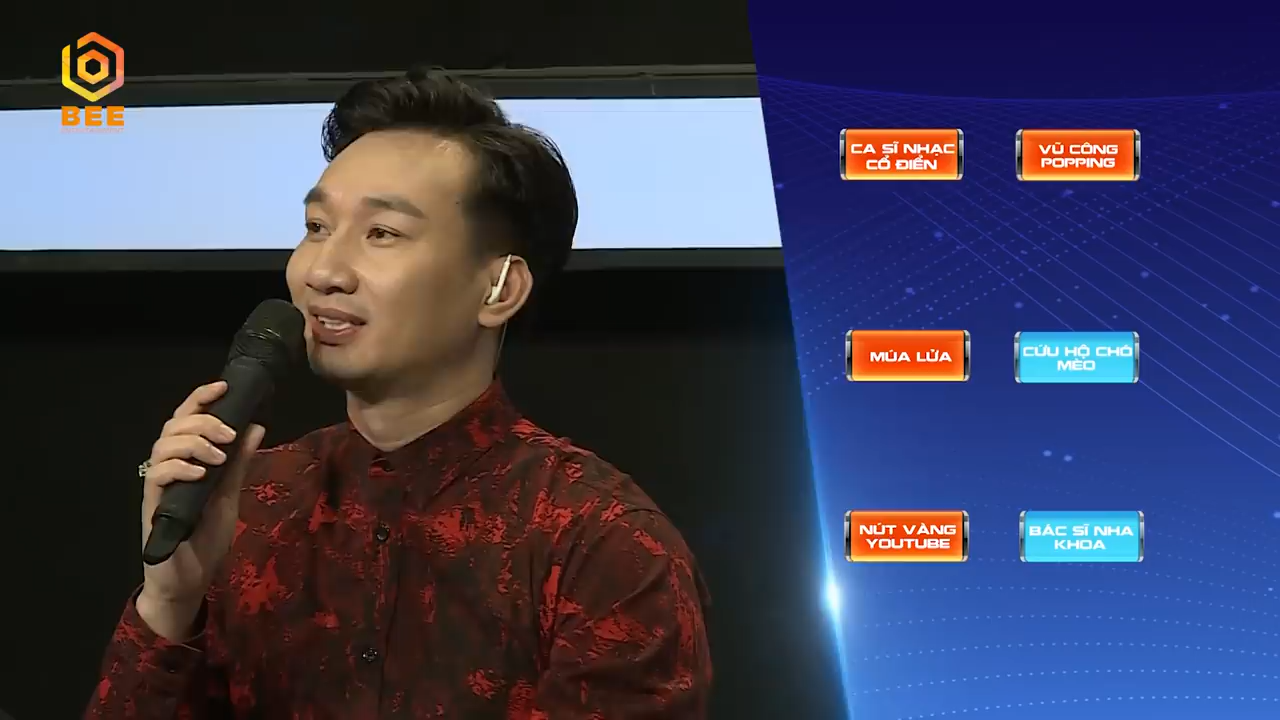 BEE
CA SĨ NHẠC
CỔ ĐIỂN
VŨ CÔNG
POPPING
MÚA LỬA
CỨU HỘ CHÓ
MÈO
NÚT VÀNG
YOUTUBE
BÁC SĨ NHA
KHOA